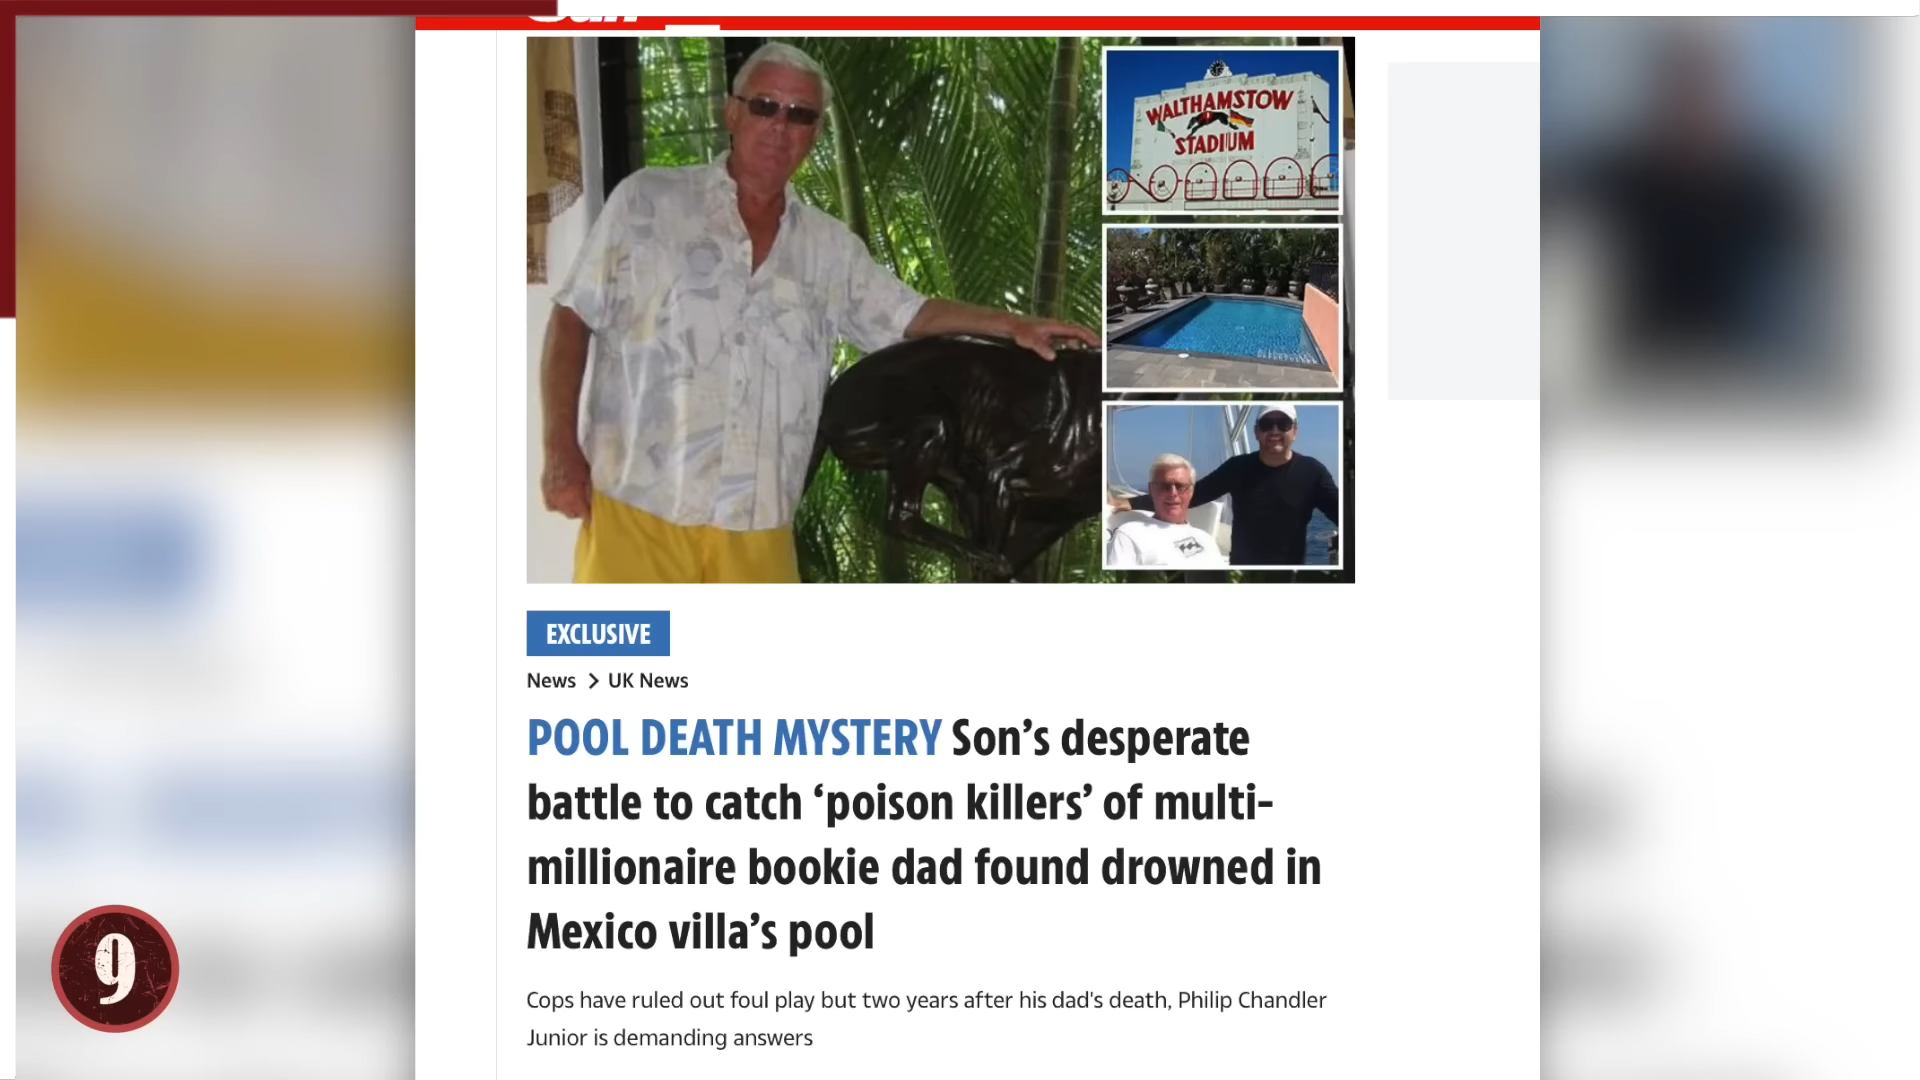 WALTHAMSTOW
STADIUM
EXCLUSIVE
News > UK News
POOL DEATH MYSTERY Son’s desperate
battle to catch ‘poison killers’ of multi-
millionaire bookie dad found drowned in
Mexico villa’s pool
Cops have ruled out foul play but two years after his dad's death, Philip Chandler
Junior is demanding answers
9